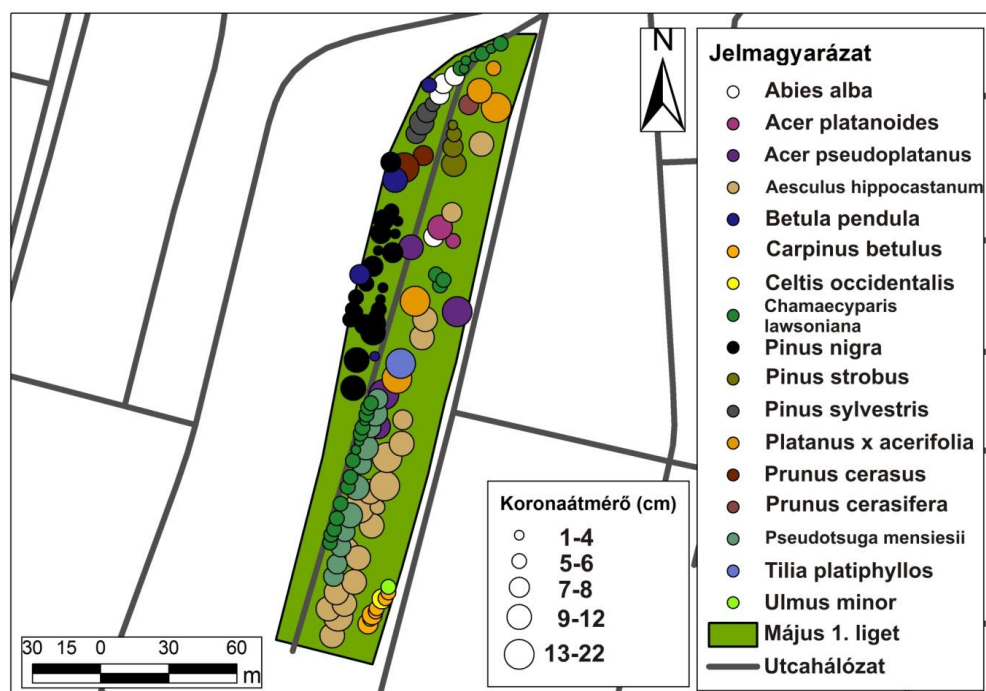 N
Jelmagyarázat
Abies alba
Acer platanoides
Acer pseudoplatanus
Aesculus hippocastanum
Betula pendula
Carpinus betulus
Celtis occidentalis
Chamaecyparis
lawsoniana
Pinus nigra
Pinus strobus
Pinus sylvestris
Platanus x acerifolia
Prunus cerasus
Prunus cerasifera
Pseudotsuga mensiesii
Tilia platiphyllos
Ulmus minor
Május 1. liget
Utcahálózat
Koronaátmérő (cm)
1-4
5-6
7-8
9-12
13-22
30 15 0 30 60
m